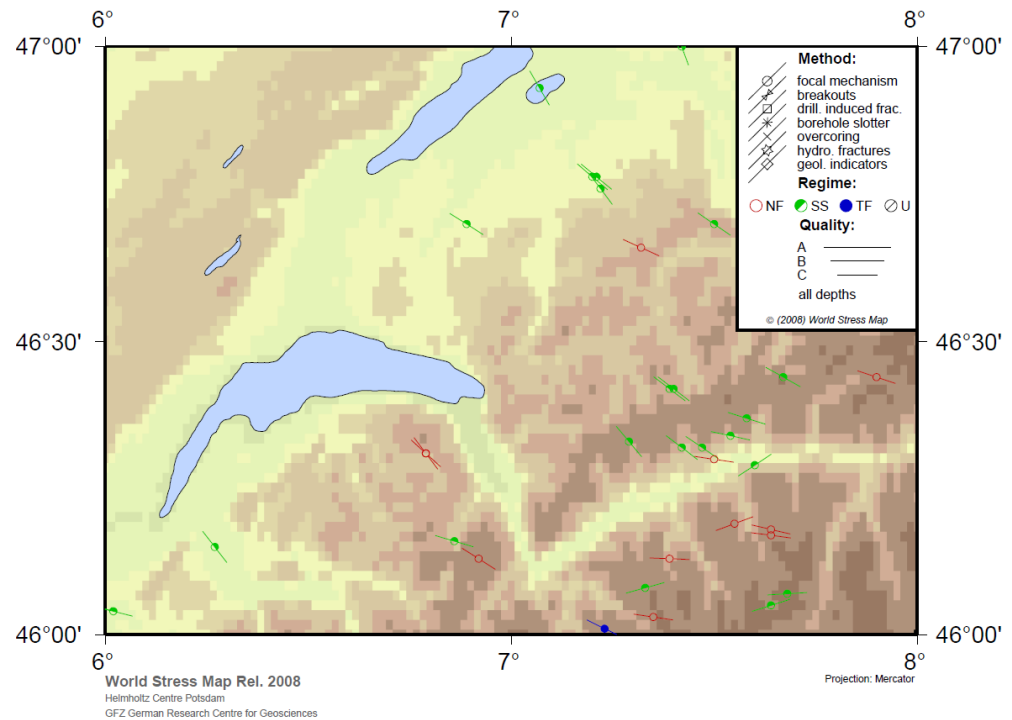 6° 7° 8°
47°00' 47°00'
Method:
focal mechanism
breakouts
drill. induced frac.
borehole slotter
overcoring
hydro. fractures
geol. indicators
Regime:
NF SS TF U
Quality:
A
B
C
all depths
© (2008) World Stress Map
46°30' 46°30'
46°00' 46°00'
6° 7° 8°
World Stress Map Rel. 2008
Projection: Mercator
Helmholtz Centre Potsdam
GFZ German Research Centre for Geosciences